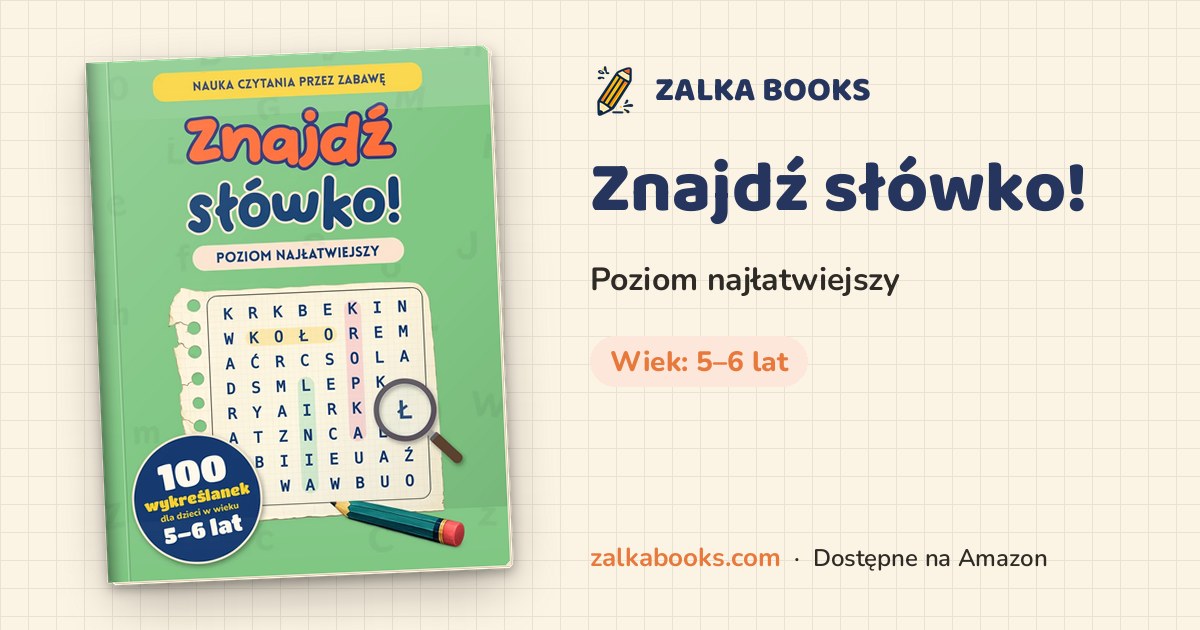 NAUKA CZYTANIA PRZEZ ZABAWĘ
Znajdź
słówko!
POZIOM NAJŁATWIEJSZY
K R K B E K I N
W K O Ł O R E M
A Ć R C S O L A
D S M L E P K
R Y A I R K Ł
A T Z N C A
B I I E U A Ź
W A W B U O
100
wykreślanek
dla dzieci w wieku
5–6 lat
ZALKA BOOKS
Znajdź słówko!
Poziom najłatwiejszy
Wiek: 5–6 lat
zalkabooks.com · Dostępne na Amazon